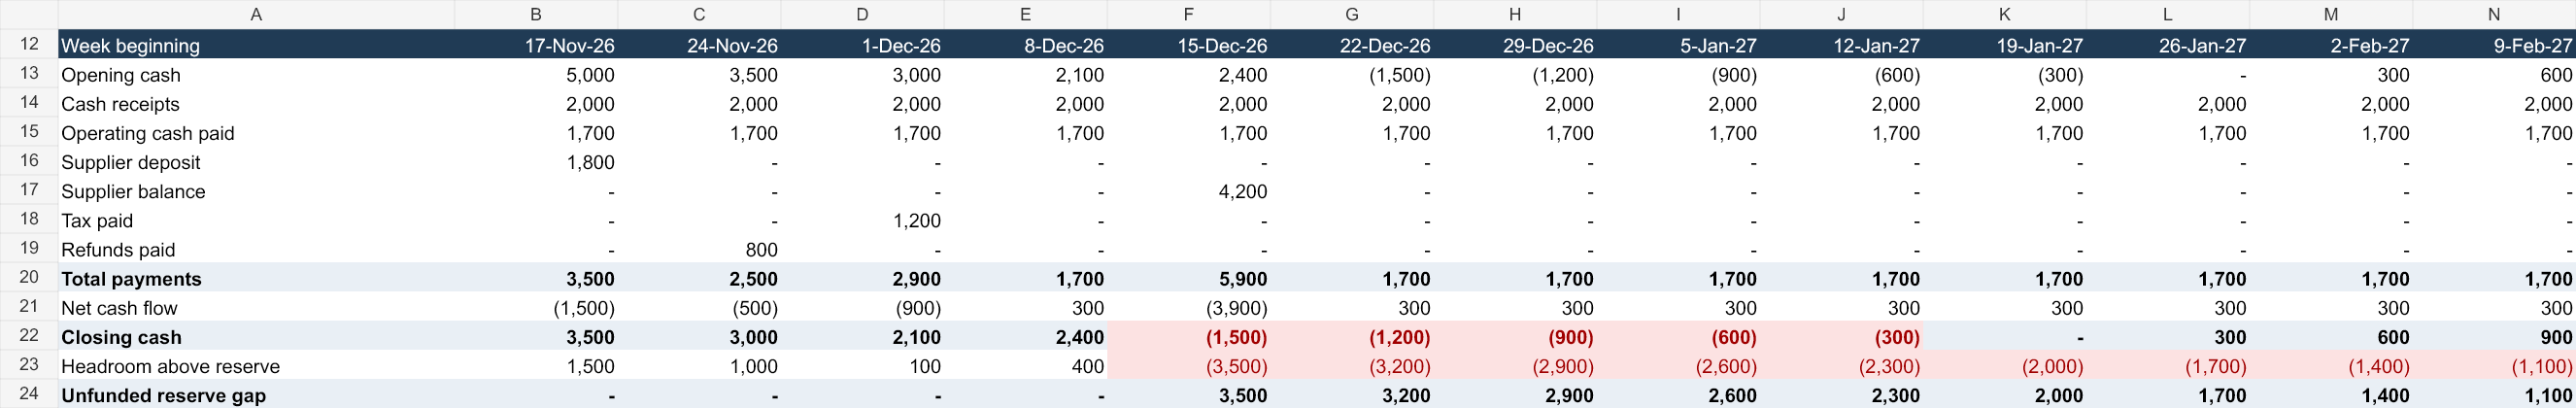 A B C D E F G H I J K L M N
12 Week beginning 17-Nov-26 24-Nov-26 1-Dec-26 8-Dec-26 15-Dec-26 22-Dec-26 29-Dec-26 5-Jan-27 12-Jan-27 19-Jan-27 26-Jan-27 2-Feb-27 9-Feb-27
13 Opening cash 5,000 3,500 3,000 2,100 2,400 (1,500) (1,200) (900) (600) (300) - 300 600
14 Cash receipts 2,000 2,000 2,000 2,000 2,000 2,000 2,000 2,000 2,000 2,000 2,000 2,000 2,000
15 Operating cash paid 1,700 1,700 1,700 1,700 1,700 1,700 1,700 1,700 1,700 1,700 1,700 1,700 1,700
16 Supplier deposit 1,800 - - - - - - - - - - - -
17 Supplier balance - - - - 4,200 - - - - - - - -
18 Tax paid - - 1,200 - - - - - - - - - -
19 Refunds paid - 800 - - - - - - - - - - -
20 Total payments 3,500 2,500 2,900 1,700 5,900 1,700 1,700 1,700 1,700 1,700 1,700 1,700 1,700
21 Net cash flow (1,500) (500) (900) 300 (3,900) 300 300 300 300 300 300 300 300
22 Closing cash 3,500 3,000 2,100 2,400 (1,500) (1,200) (900) (600) (300) - 300 600 900
23 Headroom above reserve 1,500 1,000 100 400 (3,500) (3,200) (2,900) (2,600) (2,300) (2,000) (1,700) (1,400) (1,100)
24 Unfunded reserve gap - - - - 3,500 3,200 2,900 2,600 2,300 2,000 1,700 1,400 1,100